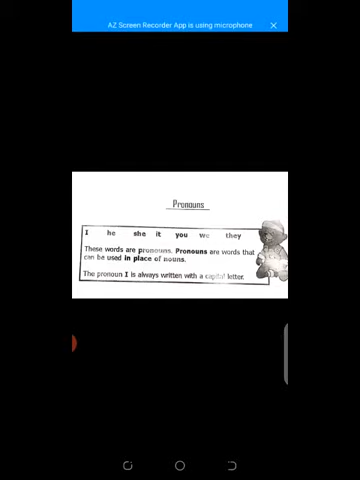 AZ Screen Recorder App is using microphone
Pronouns
I he she it you we they
These words are pronouns. Pronouns are words that
can be used in place of nouns.
The pronoun I is always written with a capital letter.